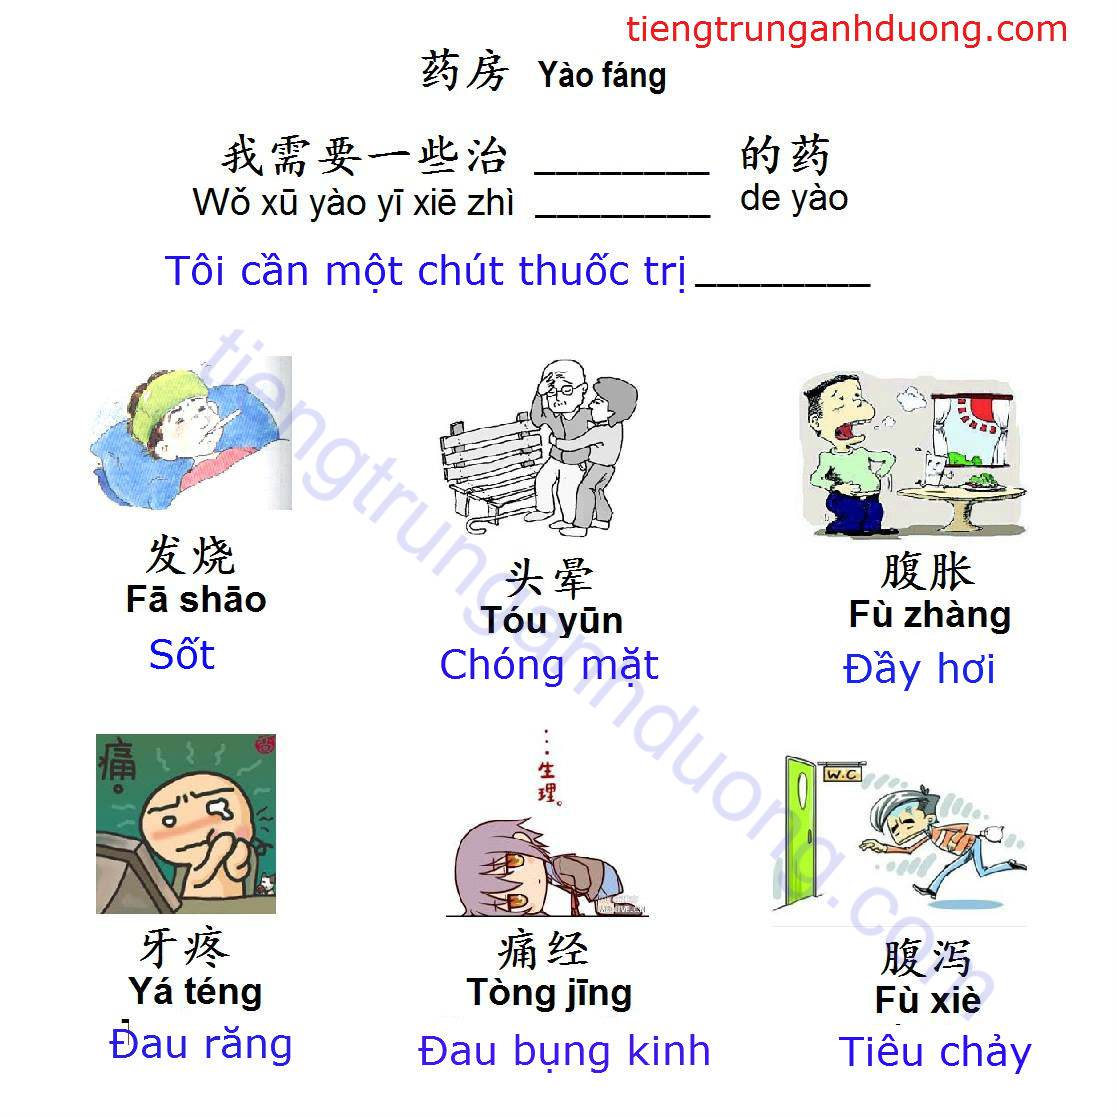 tiengtrunganhduong.com
药房 Yào fáng
我需要一些治 ________ 的药
Wǒ xū yào yī xiē zhì ________ de yào
Tôi cần một chút thuốc trị ________
发烧
Fā shāo
Sốt
头晕
Tóu yūn
Chóng mặt
腹胀
Fù zhàng
Đầy hơi
痛。
牙疼
Yá téng
Đau răng
...生理。
痛经
Tòng jīng
Đau bụng kinh
W.C
腹泻
Fù xiè
Tiêu chảy
tiengtrunganhduong.com